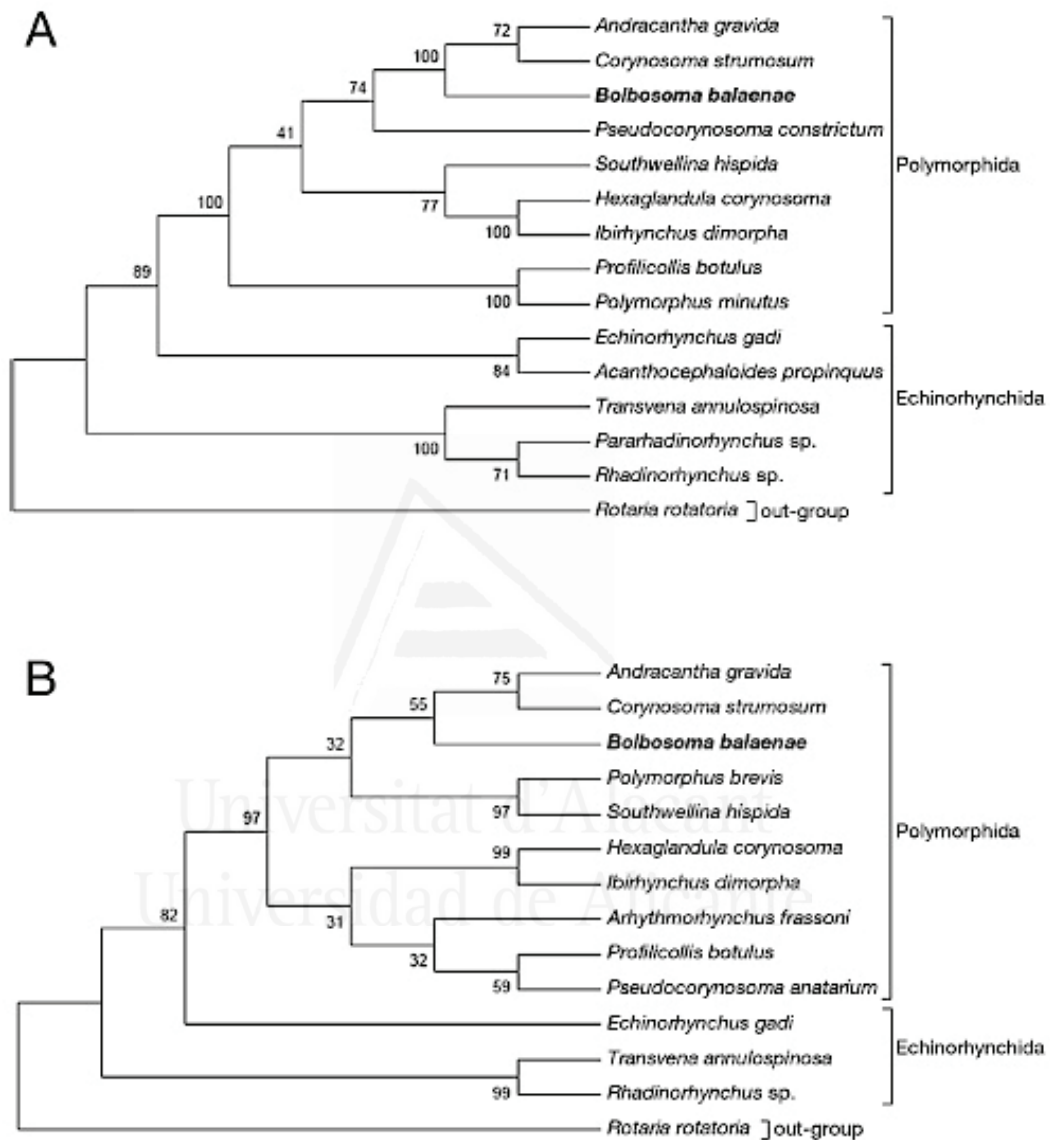 A
72 Andracantha gravida
100 Corynosoma strumosum
74 Bolbosoma balaenae
41 Pseudocorynosoma constrictum
Southwellina hispida
Polymorphida
77 Hexaglandula corynosoma
100 Ibirhynchus dimorpha
100
89 Profilicollis botulus
100 Polymorphus minutus
Echinorhynchus gadi
84 Acanthocephaloides propinquus
Echinorhynchida
Transvena annulospinosa
100 Pararhadinorhynchus sp.
71 Rhadinorhynchus sp.
Rotaria rotatoria out-group
B
75 Andracantha gravida
55 Corynosoma strumosum
32 Bolbosoma balaenae
Polymorphus brevis
97 Southwellina hispida
97
Universitat d'Alacant
Polymorphida
99 Hexaglandula corynosoma
Ibirhynchus dimorpha
Universidad de Alicante
82 31 Arhythmorhynchus frassoni
32 Profilicollis botulus
59 Pseudocorynosoma anatarium
Echinorhynchus gadi
Echinorhynchida
Transvena annulospinosa
99 Rhadinorhynchus sp.
Rotaria rotatoria out-group